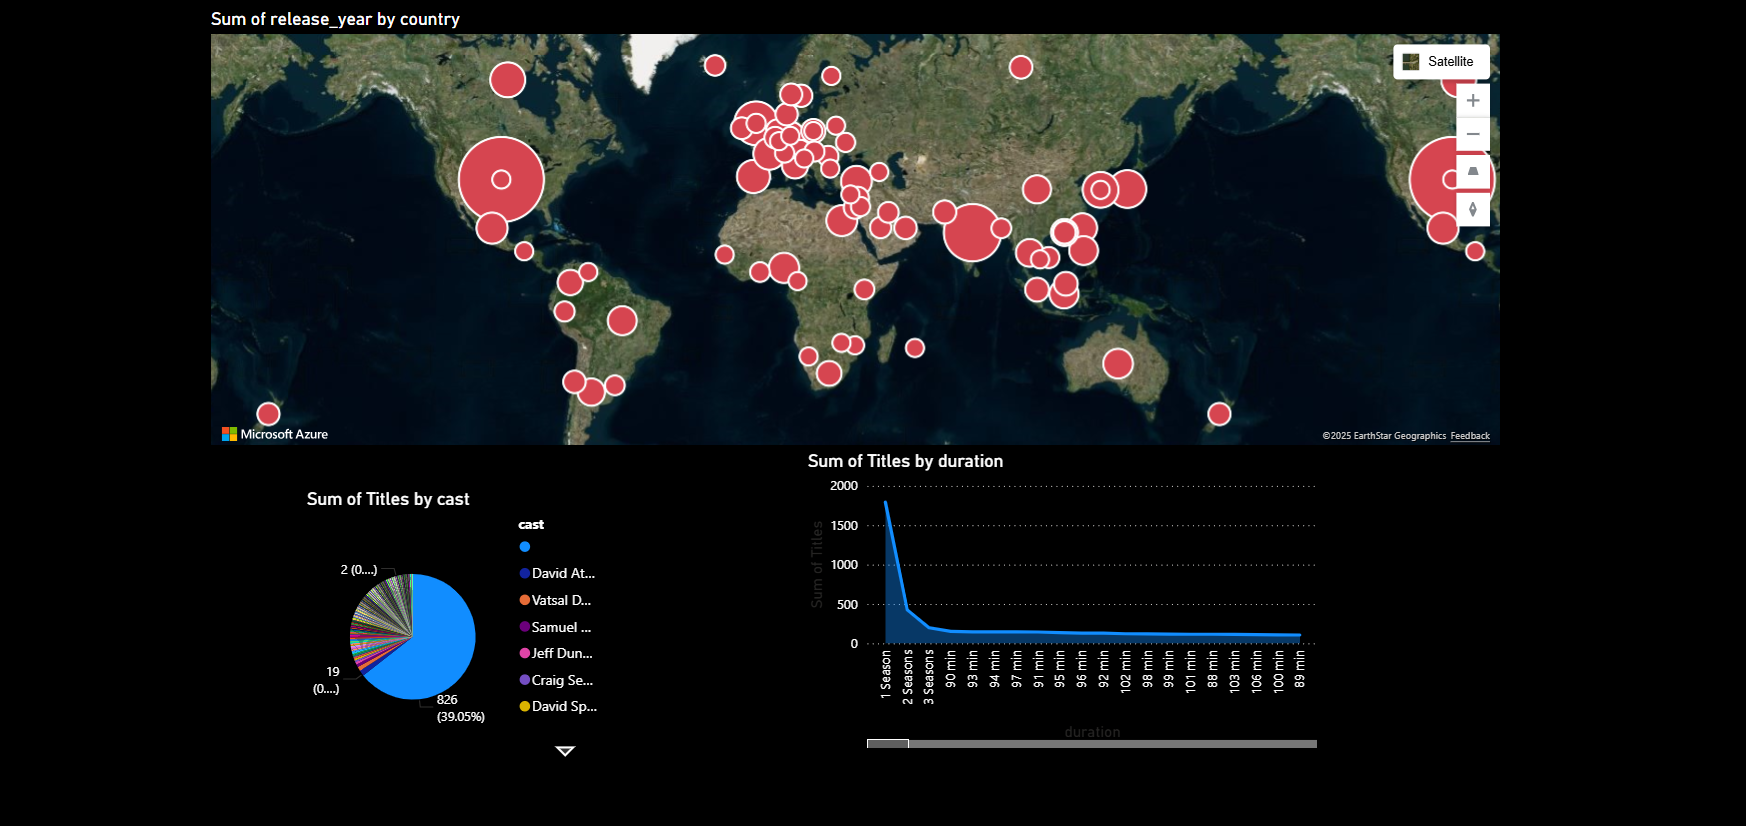 Sum of release_year by country
Satellite
Microsoft Azure
©2025 EarthStar Geographics Feedback
Sum of Titles by cast
cast
David At...
Vatsal D...
Samuel ...
Jeff Dun...
Craig Se...
David Sp...
2 (0....)
19
(0....)
826
(39.05%)
Sum of Titles by duration
Sum of Titles
2000
1500
1000
500
0
1 Season
2 Seasons
3 Seasons
90 min
93 min
94 min
97 min
91 min
95 min
96 min
92 min
102 min
98 min
99 min
101 min
88 min
103 min
106 min
100 min
89 min
duration